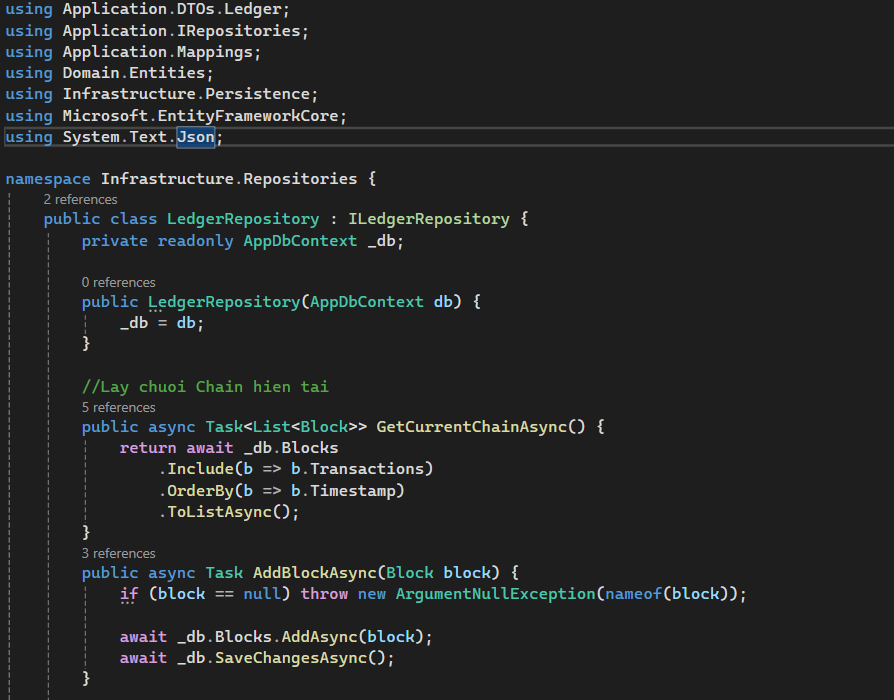 using Application.DTOs.Ledger;
using Application.IRepositories;
using Application.Mappings;
using Domain.Entities;
using Infrastructure.Persistence;
using Microsoft.EntityFrameworkCore;
using System.Text.Json;
namespace Infrastructure.Repositories {
2 references
public class LedgerRepository : ILedgerRepository {
private readonly AppDbContext _db;
0 references
public LedgerRepository(AppDbContext db) {
_db = db;
}
//Lay chuoi Chain hien tai
5 references
public async Task<List<Block>> GetCurrentChainAsync() {
return await _db.Blocks
.Include(b => b.Transactions)
.OrderBy(b => b.Timestamp)
.ToListAsync();
}
3 references
public async Task AddBlockAsync(Block block) {
if (block == null) throw new ArgumentNullException(nameof(block));
await _db.Blocks.AddAsync(block);
await _db.SaveChangesAsync();
}